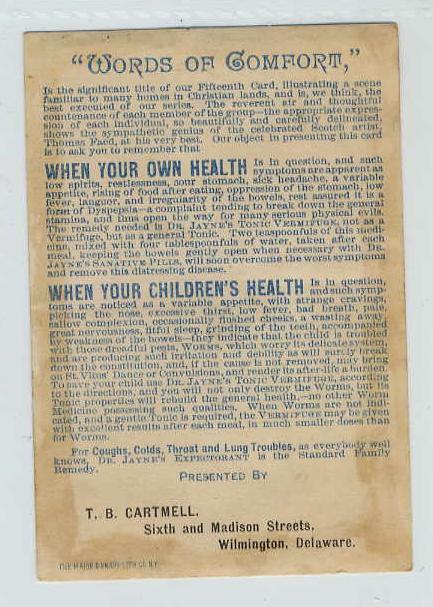 "WORDS OF COMFORT,"
Is the significant title of our Fifteenth Card, illustrating a scene
familiar to many homes in Christian lands, and is, we think, the
best executed of our series. The reverent air and thoughtful
countenance of each member of the group—the appropriate expres-
sion of each individual, so beautifully and carefully delineated,
shows the sympathetic genius of the celebrated Scotch artist,
Thomas Faed, at his very best. Our object in presenting this card
is to ask you to remember that
WHEN YOUR OWN HEALTH Is in question, and such
symptoms are apparent as
low spirits, restlessness, sour stomach, sick headache, a variable
appetite, rising of food after eating, oppression of the stomach, low
fever, languor, and irregularity of the bowels, rest assured it is a
form of Dyspepsia—a complaint tending to break down the general
stamina, and thus open the way for many serious physical evils.
The remedy needed is DR. JAYNE'S TONIC VERMIFUGE, not as a
Vermifuge, but as a general Tonic. Two teaspoonfuls of this medi-
cine, mixed with four tablespoonfuls of water, taken after each
meal, keeping the bowels gently open when necessary with DR.
JAYNE'S SANATIVE PILLS, will soon overcome the worst symptoms
and remove this distressing disease.
WHEN YOUR CHILDREN'S HEALTH Is in question,
and such symp-
toms are noticed as a variable appetite, with strange cravings,
picking the nose, excessive thirst, low fever, bad breath, pale,
sallow complexion, occasionally flushed cheeks, a wasting away
great nervousness, fitful sleep, grinding of the teeth, accompanied
by weakness of the bowels—they indicate that the child is troubled
with those dreadful pests, WORMS, which worry its delicate system
and are producing such irritation and debility as will surely break
down the constitution, and, if the cause is not removed, may bring
on St. Vitus' Dance or Convulsions, and render its after-life a burden.
To save your child use DR. JAYNE'S TONIC VERMIFUGE, according
to the directions, and you will not only destroy the Worms, but its
Tonic properties will rebuild the general health,—no other Worm
Medicine possessing such qualities. When Worms are not indi-
cated, and a gentle Tonic is required, the VERMIFUGE may be given
with excellent results after each meal, in much smaller doses than
for Worms.
For Coughs, Colds, Throat and Lung Troubles, as everybody well
knows, DR. JAYNE'S EXPECTORANT is the Standard Family
Remedy.
PRESENTED BY
T. B. CARTMELL.
Sixth and Madison Streets,
Wilmington, Delaware.
THE MAJOR & KNAPP LITH CO. N.Y.